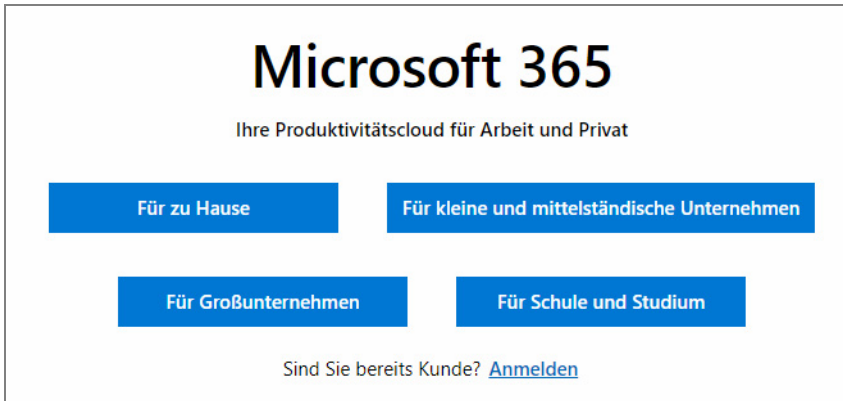 Microsoft 365
Ihre Produktivitätscloud für Arbeit und Privat
Für zu Hause
Für kleine und mittelständische Unternehmen
Für Großunternehmen
Für Schule und Studium
Sind Sie bereits Kunde? Anmelden